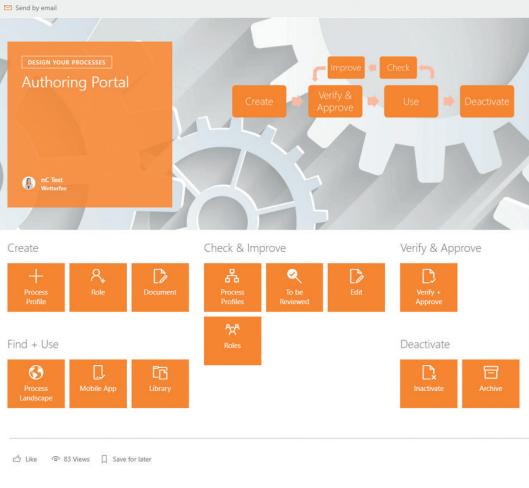 Send by email
DESIGN YOUR PROCESSES
Authoring Portal
nC Test
Wetterfee
Improve
Check
Create
Verify &
Approve
Use
Deactivate
Create
Process
Profile
Role
Document
Check & Improve
Process
Profiles
To be
Reviewed
Edit
Roles
Verify & Approve
Verify +
Approve
Find + Use
Process
Landscape
Mobile App
Library
Deactivate
Inactivate
Archive
Like
83 Views
Save for later